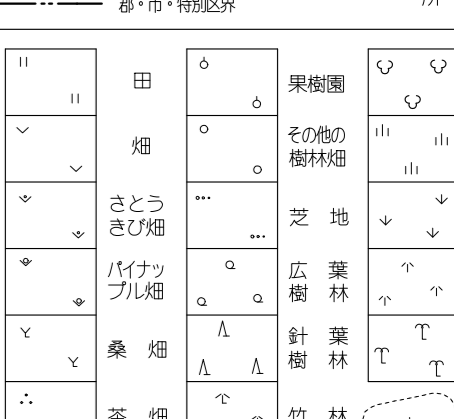 郡・市・特別区界
田
果樹園
畑
その他の
樹林畑
さとう
きび畑
芝 地
パイナッ
プル畑
広 葉
樹 林
桑 畑
針 葉
樹 林
茶 畑
竹 林